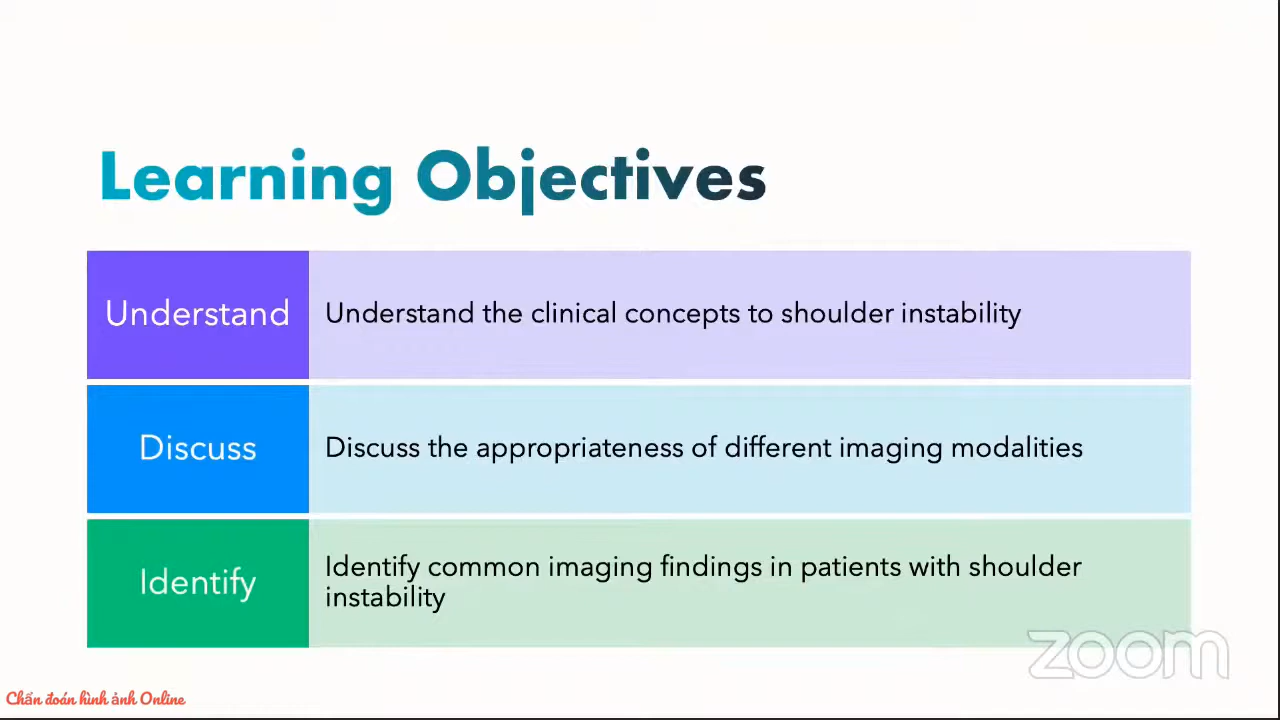 Learning Objectives
Understand
Understand the clinical concepts to shoulder instability
Discuss
Discuss the appropriateness of different imaging modalities
Identify
Identify common imaging findings in patients with shoulder
instability
zoom
Chẩn đoán hình ảnh Online